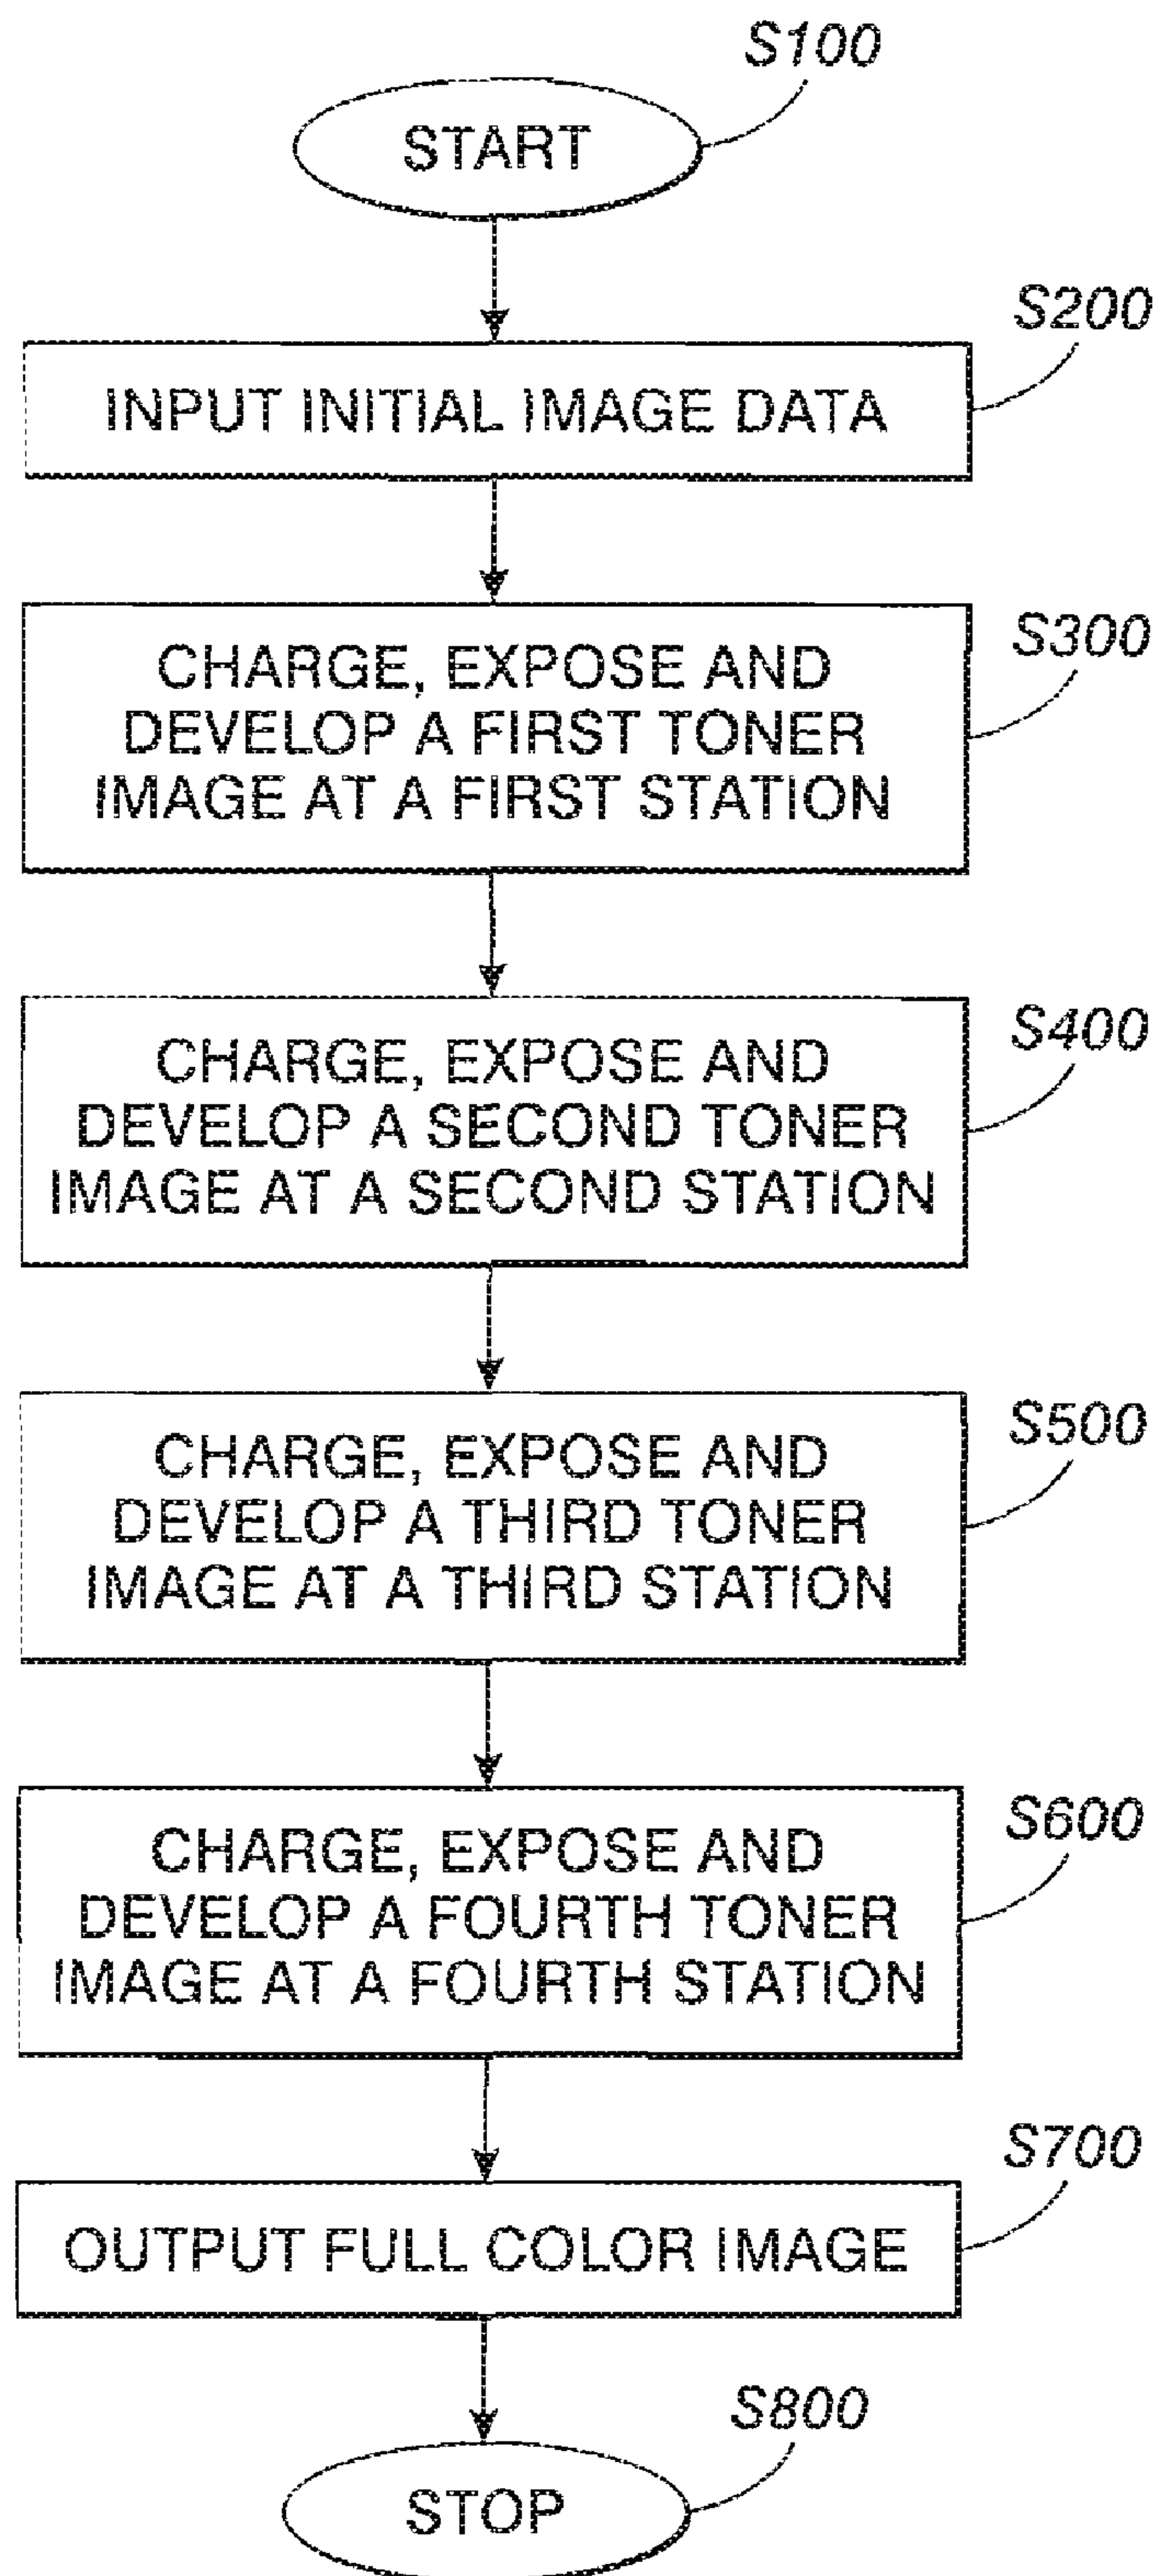 S100
START
S200
INPUT INITIAL IMAGE DATA
S300
CHARGE, EXPOSE AND
DEVELOP A FIRST TONER
IMAGE AT A FIRST STATION
S400
CHARGE, EXPOSE AND
DEVELOP A SECOND TONER
IMAGE AT A SECOND STATION
S500
CHARGE, EXPOSE AND
DEVELOP A THIRD TONER
IMAGE AT A THIRD STATION
S600
CHARGE, EXPOSE AND
DEVELOP A FOURTH TONER
IMAGE AT A FOURTH STATION
S700
OUTPUT FULL COLOR IMAGE
S800
STOP